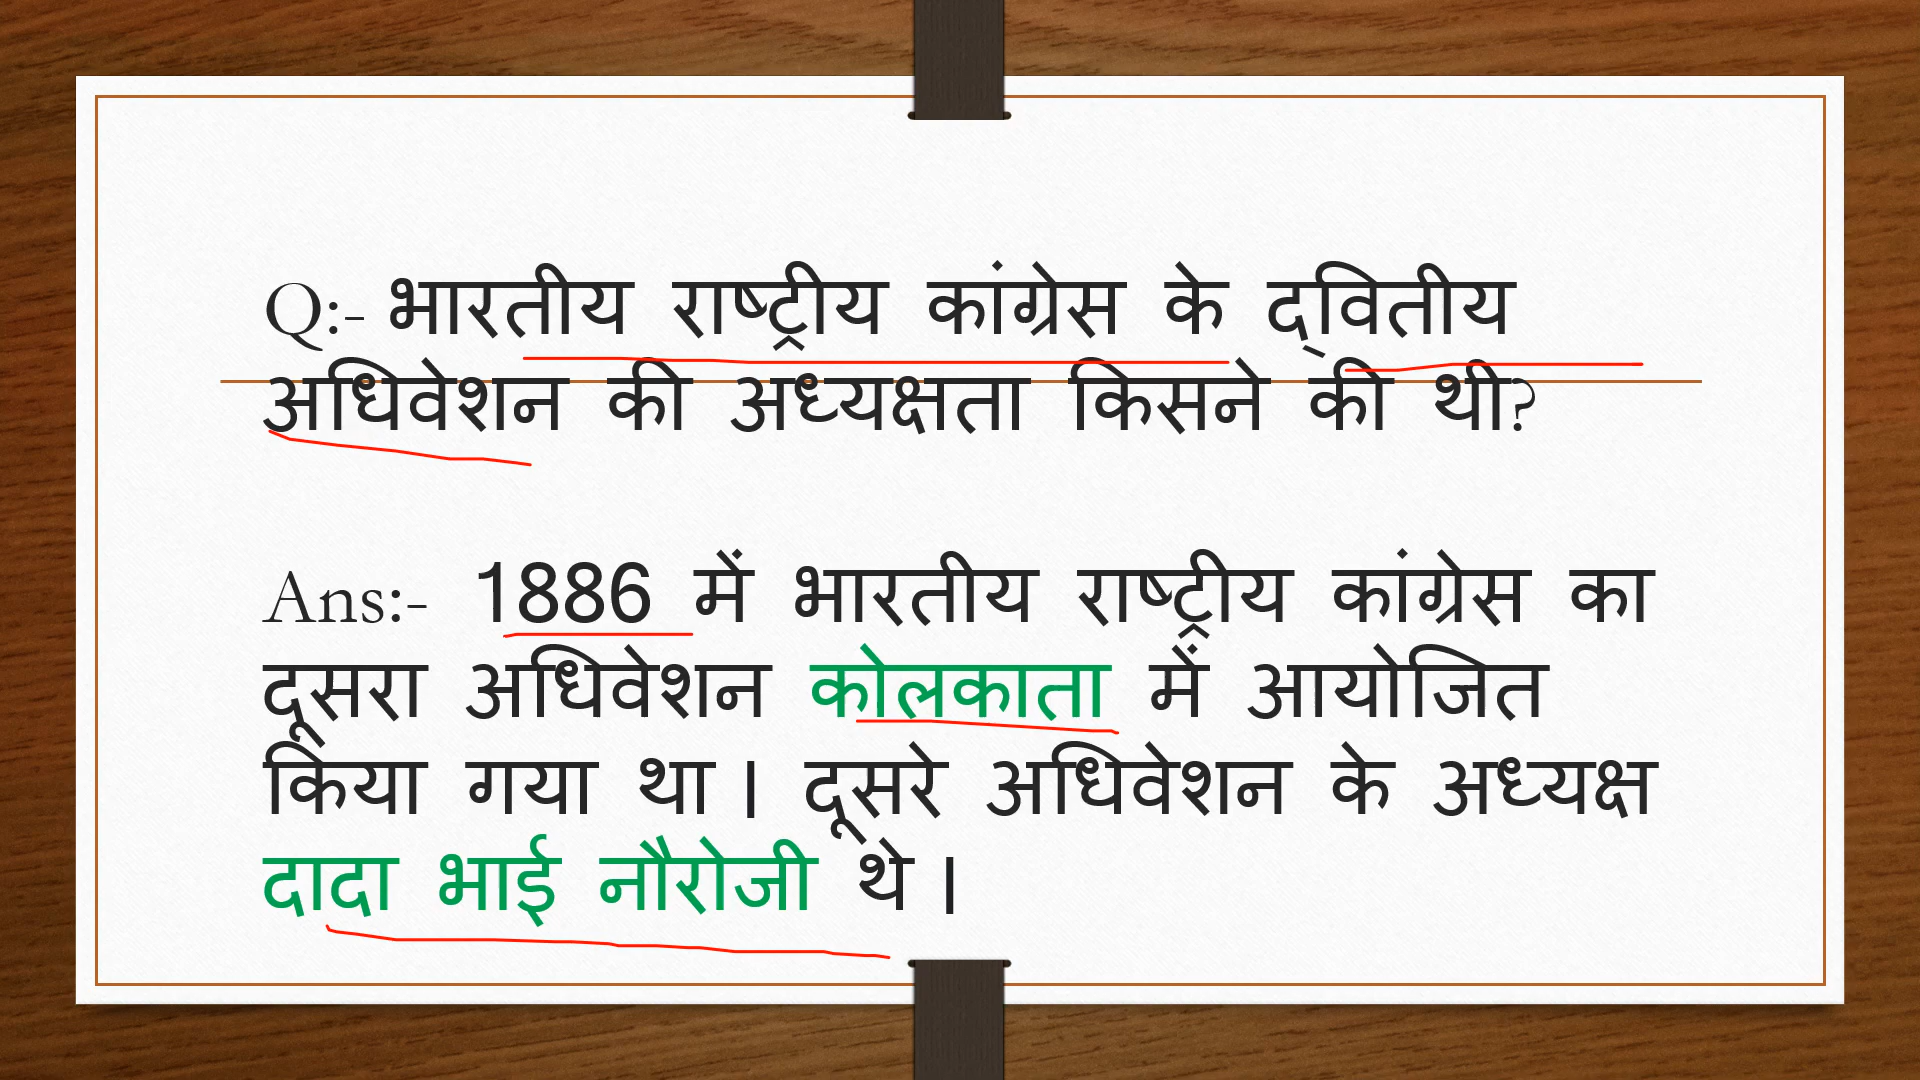 Q:- भारतीय राष्ट्रीय कांग्रेस के द्वितीय
अधिवेशन की अध्यक्षता किसने की थी?
Ans:- 1886 में भारतीय राष्ट्रीय कांग्रेस का
दूसरा अधिवेशन कोलकाता में आयोजित
किया गया था। दूसरे अधिवेशन के अध्यक्ष
दादा भाई नौरोजी थे।